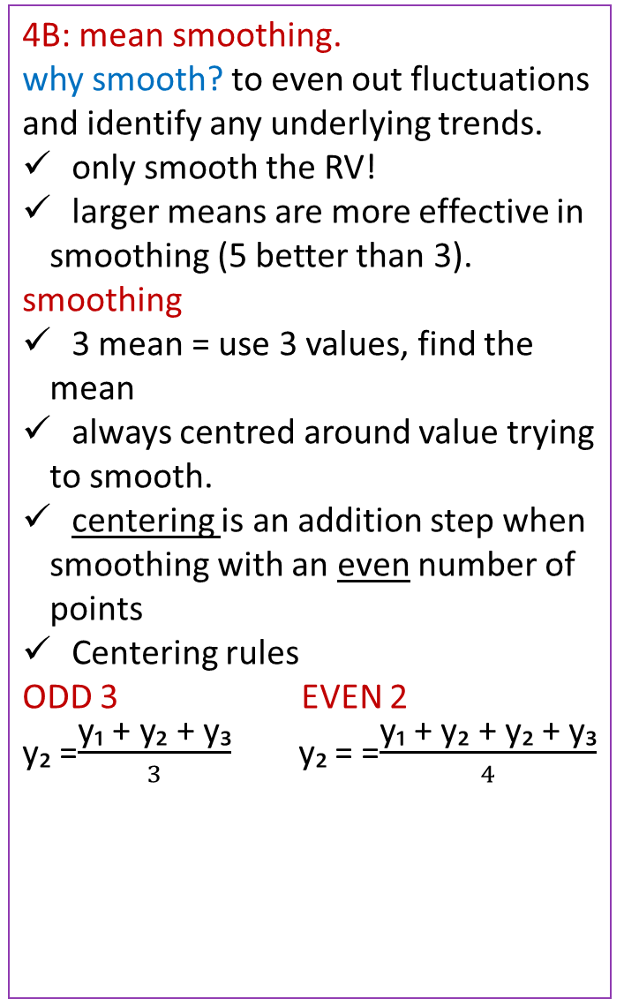 4B: mean smoothing.
why smooth? to even out fluctuations
and identify any underlying trends.
✓ only smooth the RV!
✓ larger means are more effective in
smoothing (5 better than 3).
smoothing
✓ 3 mean = use 3 values, find the
mean
✓ always centred around value trying
to smooth.
✓ centering is an addition step when
smoothing with an even number of
points
✓ Centering rules
ODD 3 EVEN 2
y₂ = (y₁ + y₂ + y₃)/3 y₂ = = (y₁ + y₂ + y₂ + y₃)/4